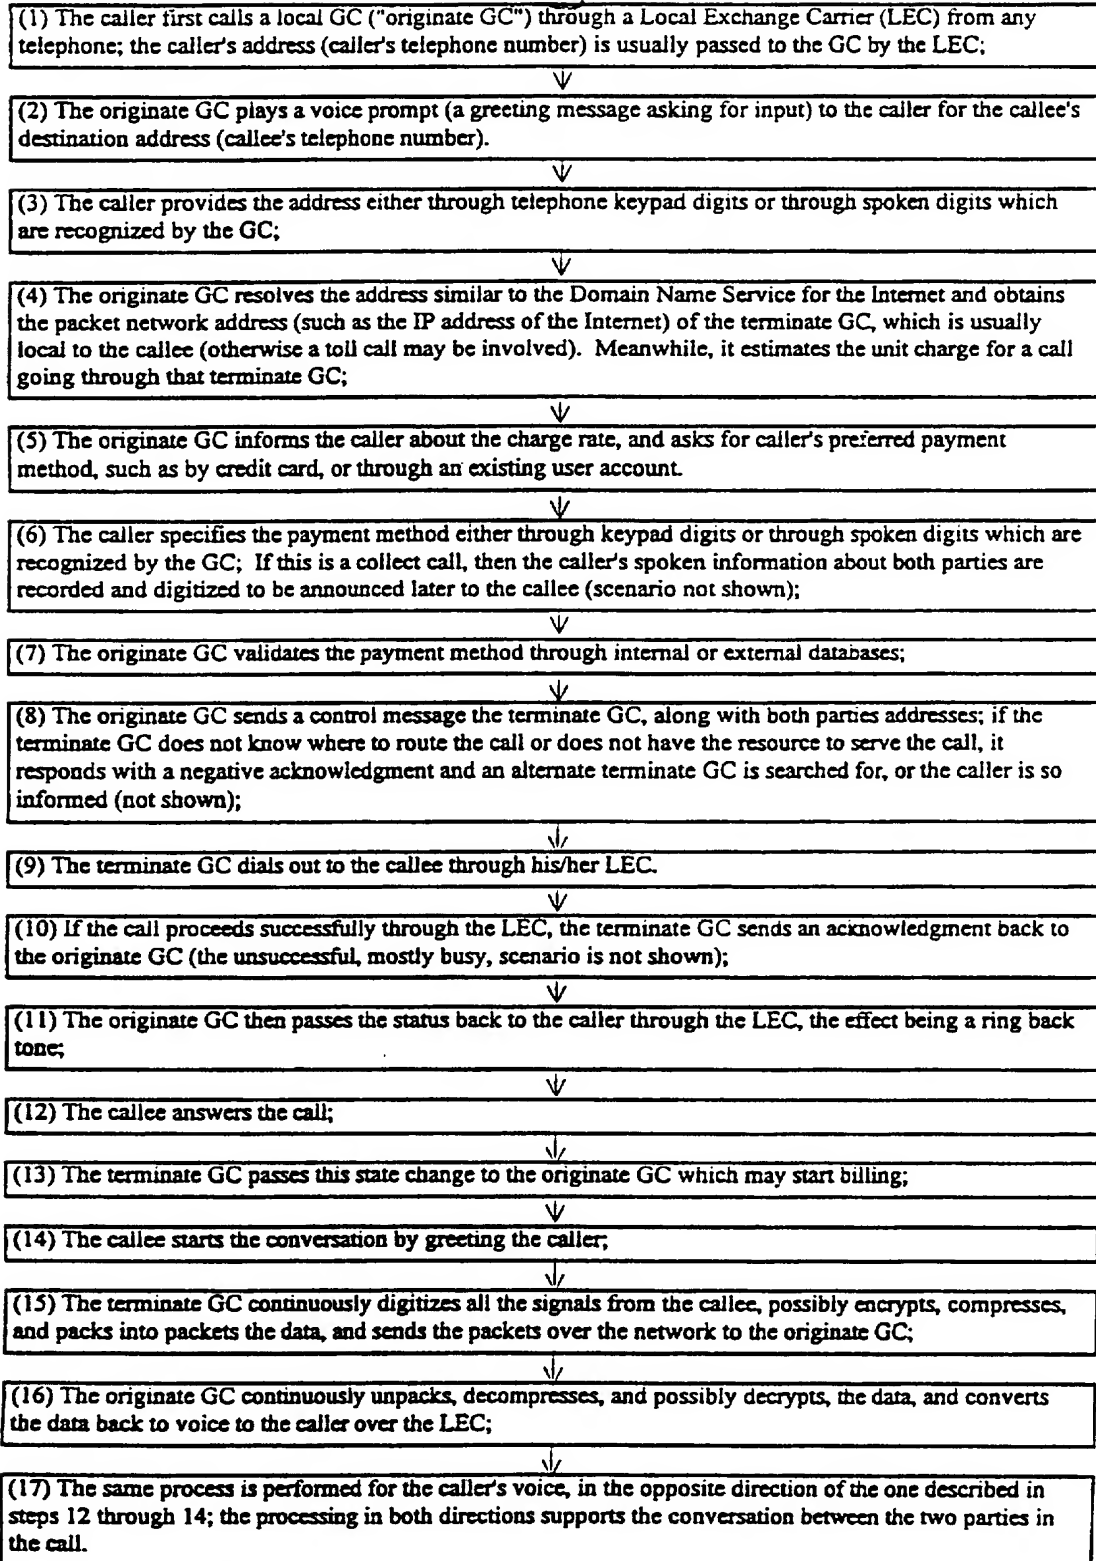 (1) The caller first calls a local GC ("originate GC") through a Local Exchange Carrier (LEC) from any
telephone; the caller's address (caller's telephone number) is usually passed to the GC by the LEC;
(2) The originate GC plays a voice prompt (a greeting message asking for input) to the caller for the callee's
destination address (callee's telephone number).
(3) The caller provides the address either through telephone keypad digits or through spoken digits which
are recognized by the GC;
(4) The originate GC resolves the address similar to the Domain Name Service for the Internet and obtains
the packet network address (such as the IP address of the Internet) of the terminate GC, which is usually
local to the callee (otherwise a toll call may be involved). Meanwhile, it estimates the unit charge for a call
going through that terminate GC;
(5) The originate GC informs the caller about the charge rate, and asks for caller's preferred payment
method, such as by credit card, or through an existing user account.
(6) The caller specifies the payment method either through keypad digits or through spoken digits which are
recognized by the GC; If this is a collect call, then the caller's spoken information about both parties are
recorded and digitized to be announced later to the callee (scenario not shown);
(7) The originate GC validates the payment method through internal or external databases;
(8) The originate GC sends a control message the terminate GC, along with both parties addresses; if the
terminate GC does not know where to route the call or does not have the resource to serve the call, it
responds with a negative acknowledgment and an alternate terminate GC is searched for, or the caller is so
informed (not shown);
(9) The terminate GC dials out to the callee through his/her LEC.
(10) If the call proceeds successfully through the LEC, the terminate GC sends an acknowledgment back to
the originate GC (the unsuccessful, mostly busy, scenario is not shown);
(11) The originate GC then passes the status back to the caller through the LEC, the effect being a ring back
tone;
(12) The callee answers the call;
(13) The terminate GC passes this state change to the originate GC which may start billing;
(14) The callee starts the conversation by greeting the caller;
(15) The terminate GC continuously digitizes all the signals from the callee, possibly encrypts, compresses,
and packs into packets the data, and sends the packets over the network to the originate GC;
(16) The originate GC continuously unpacks, decompresses, and possibly decrypts, the data, and converts
the data back to voice to the caller over the LEC;
(17) The same process is performed for the caller's voice, in the opposite direction of the one described in
steps 12 through 14; the processing in both directions supports the conversation between the two parties in
the call.